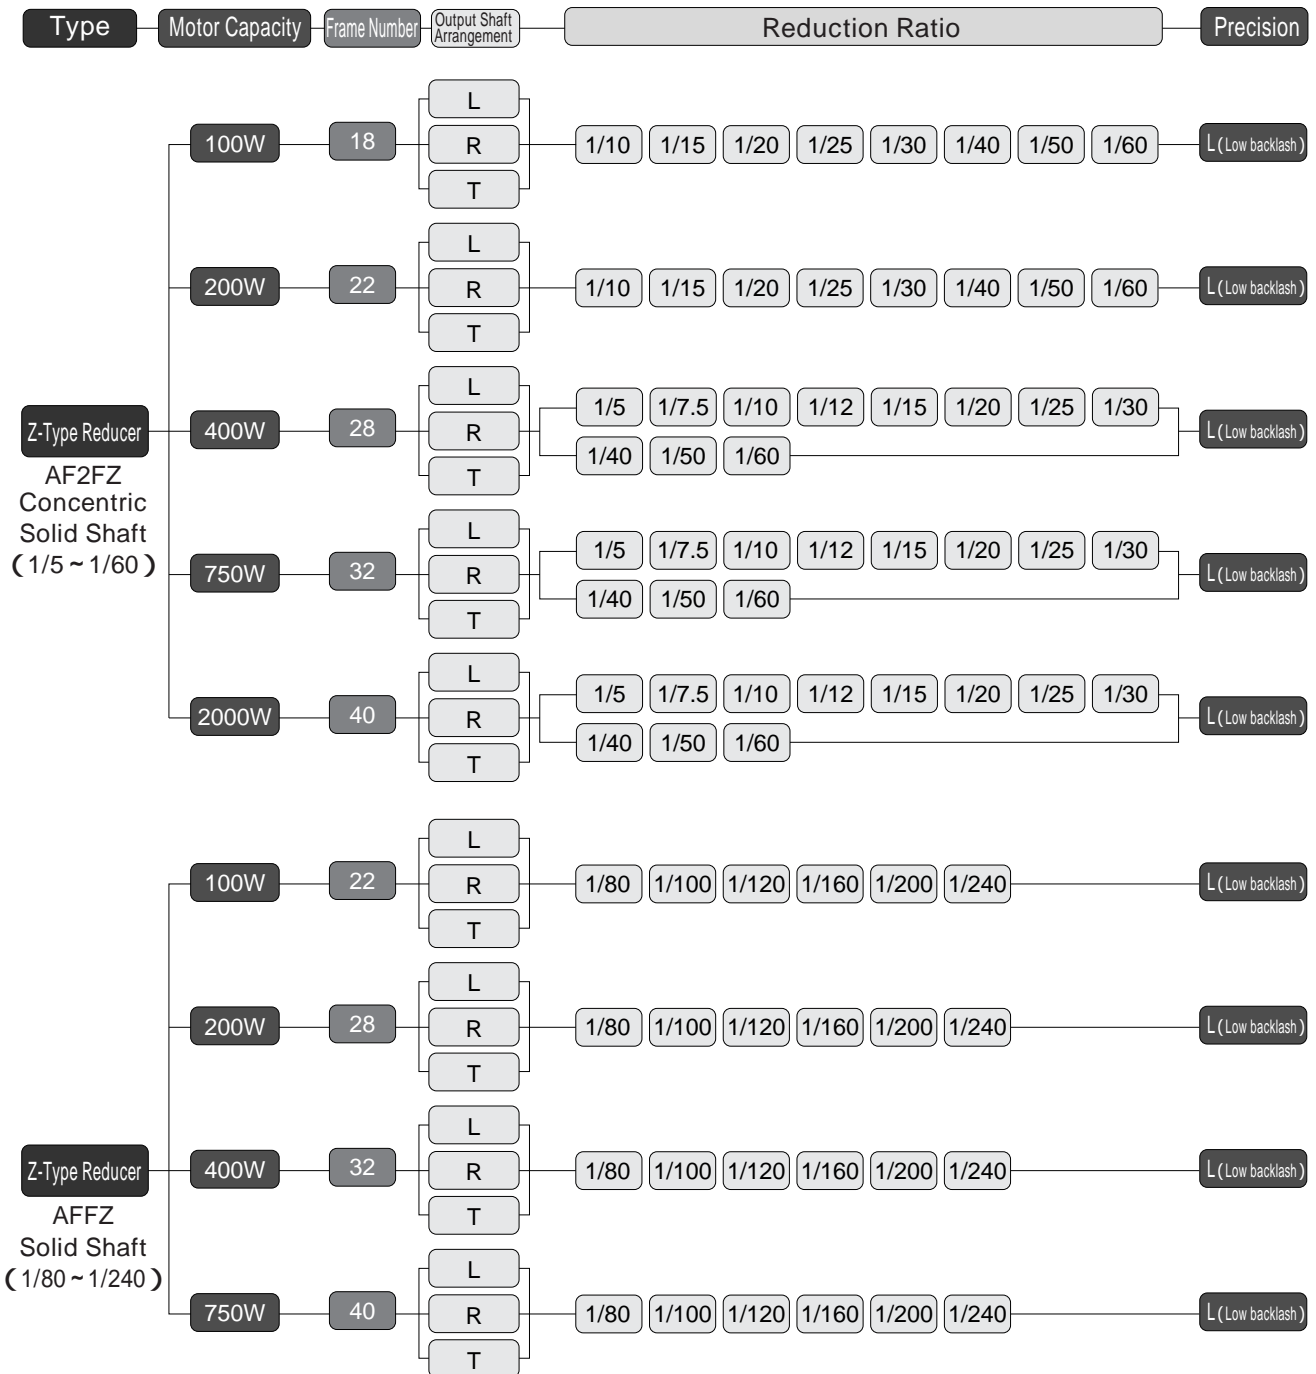 Type Motor Capacity Frame Number Output Shaft Arrangement Reduction Ratio Precision
L
100W 18 R 1/10 1/15 1/20 1/25 1/30 1/40 1/50 1/60 L(Low backlash)
T
L
200W 22 R 1/10 1/15 1/20 1/25 1/30 1/40 1/50 1/60 L(Low backlash)
T
L
1/5 1/7.5 1/10 1/12 1/15 1/20 1/25 1/30
Z-Type Reducer 400W 28 R L(Low backlash)
1/40 1/50 1/60
T
AF2FZ
Concentric
Solid Shaft
(1/5~1/60)
L
1/5 1/7.5 1/10 1/12 1/15 1/20 1/25 1/30
750W 32 R L(Low backlash)
1/40 1/50 1/60
T
L
1/5 1/7.5 1/10 1/12 1/15 1/20 1/25 1/30
2000W 40 R L(Low backlash)
1/40 1/50 1/60
T
L
100W 22 R 1/80 1/100 1/120 1/160 1/200 1/240 L(Low backlash)
T
L
200W 28 R 1/80 1/100 1/120 1/160 1/200 1/240 L(Low backlash)
T
L
Z-Type Reducer 400W 32 R 1/80 1/100 1/120 1/160 1/200 1/240 L(Low backlash)
T
AFFZ
Solid Shaft
(1/80~1/240)
L
750W 40 R 1/80 1/100 1/120 1/160 1/200 1/240 L(Low backlash)
T